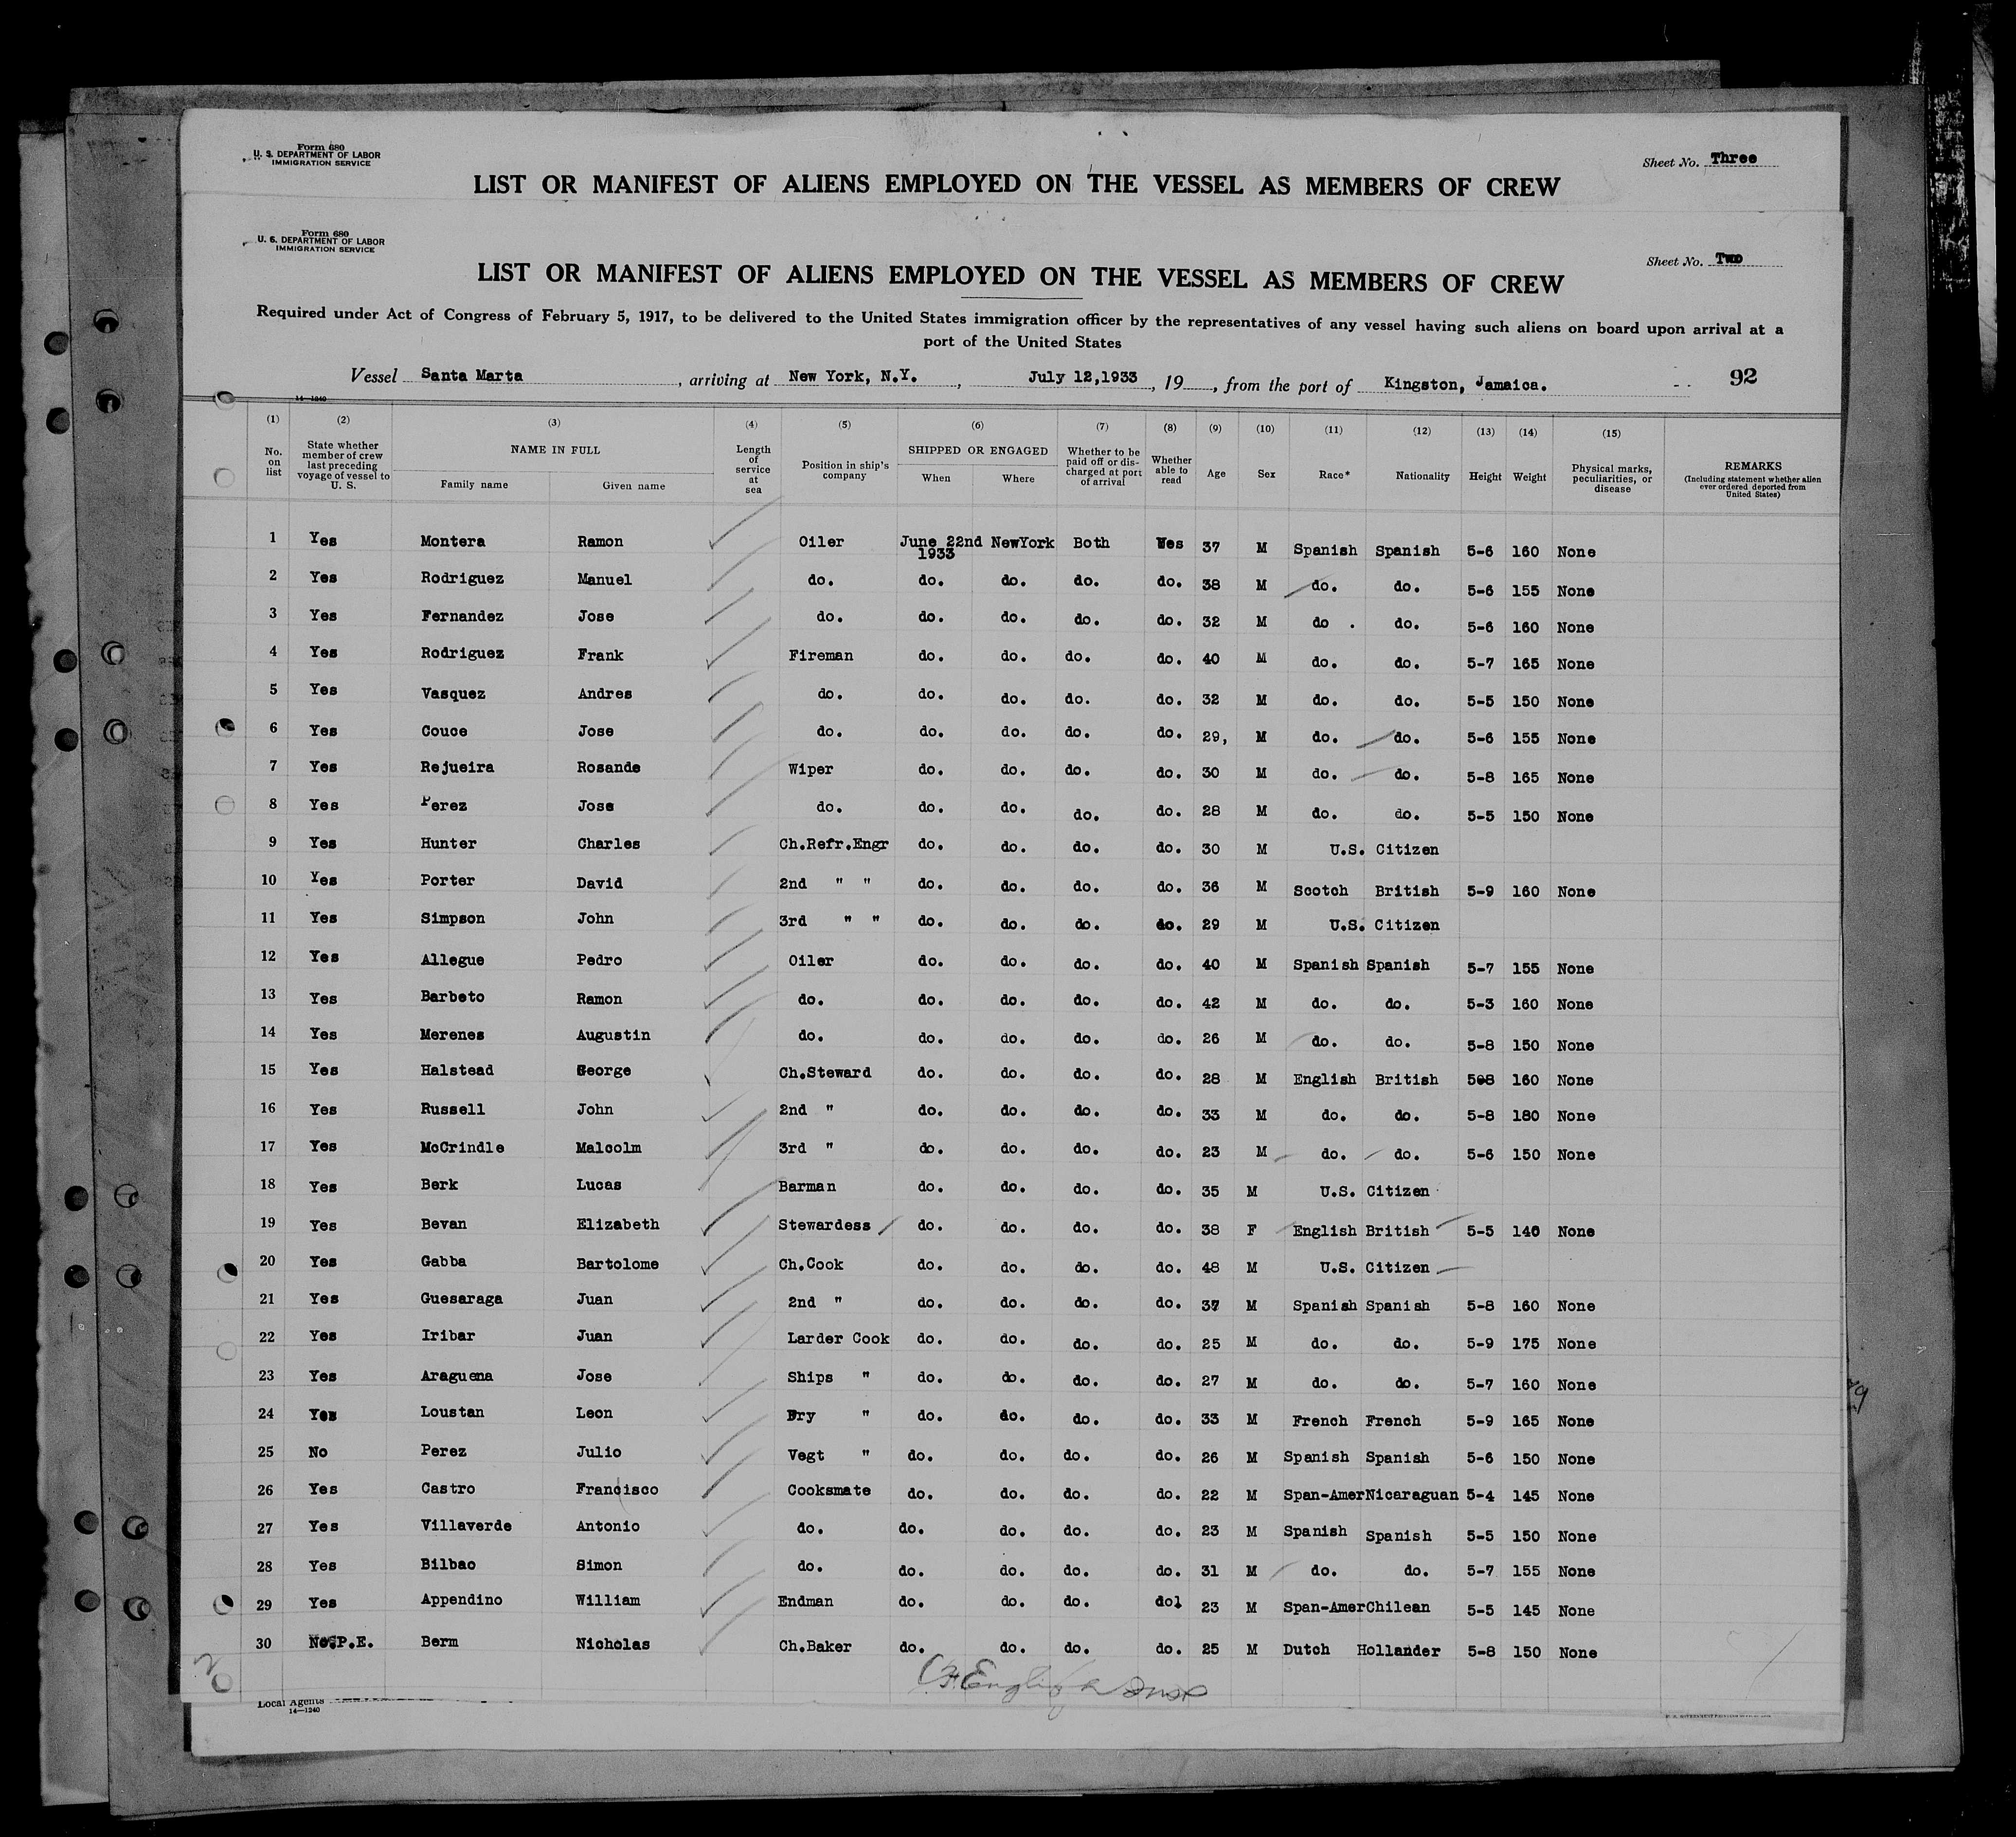 Form 680
U. S. DEPARTMENT OF LABOR
IMMIGRATION SERVICE
Sheet No. Three
LIST OR MANIFEST OF ALIENS EMPLOYED ON THE VESSEL AS MEMBERS OF CREW
Form 680
U. S. DEPARTMENT OF LABOR
IMMIGRATION SERVICE
Sheet No. Two
LIST OR MANIFEST OF ALIENS EMPLOYED ON THE VESSEL AS MEMBERS OF CREW
Required under Act of Congress of February 5, 1917, to be delivered to the United States immigration officer by the representatives of any vessel having such aliens on board upon arrival at a
port of the United States
Vessel Santa Marta, arriving at New York, N.Y., July 12,1933, 19, from the port of Kingston, Jamaica. 92
14—1240
(1) (2) (3) (4) (5) (6) (7) (8) (9) (10) (11) (12) (13) (14) (15)
No. on list State whether member of crew last preceding voyage of vessel to U. S. NAME IN FULL Family name Given name Length of service at sea Position in ship's company SHIPPED OR ENGAGED When Where Whether to be paid off or discharged at port of arrival Whether able to read Age Sex Race* Nationality Height Weight Physical marks, peculiarities, or disease REMARKS (Including statement whether alien ever ordered deported from United States)
1 Yes Montera Ramon Oiler June 22nd 1933 NewYork Both Yes 37 M Spanish Spanish 5-6 160 None
2 Yes Rodriguez Manuel do. do. do. do. do. 38 M do. do. 5-6 155 None
3 Yes Fernandez Jose do. do. do. do. do. 32 M do . do. 5-6 160 None
4 Yes Rodriguez Frank Fireman do. do. do. do. 40 M do. do. 5-7 165 None
5 Yes Vasquez Andres do. do. do. do. do. 32 M do. do. 5-5 150 None
6 Yes Couce Jose do. do. do. do. do. 29, M do. do. 5-6 155 None
7 Yes Rejueira Rosande Wiper do. do. do. do. 30 M do. do. 5-8 165 None
8 Yes Perez Jose do. do. do. do. do. 28 M do. do. 5-5 150 None
9 Yes Hunter Charles Ch.Refr.Engr do. do. do. do. 30 M U.S. Citizen
10 Yes Porter David 2nd " " do. do. do. do. 36 M Scotch British 5-9 160 None
11 Yes Simpson John 3rd " " do. do. do. do. 29 M U.S. Citizen
12 Yes Allegue Pedro Oiler do. do. do. do. 40 M Spanish Spanish 5-7 155 None
13 Yes Barbeto Ramon do. do. do. do. do. 42 M do. do. 5-3 160 None
14 Yes Merenes Augustin do. do. do. do. do. 26 M do. do. 5-8 150 None
15 Yes Halstead George Ch.Steward do. do. do. do. 28 M English British 5-8 160 None
16 Yes Russell John 2nd " do. do. do. do. 33 M do. do. 5-8 180 None
17 Yes McCrindle Malcolm 3rd " do. do. do. do. 23 M do. do. 5-6 150 None
18 Yes Berk Lucas Barman do. do. do. do. 35 M U.S. Citizen
19 Yes Bevan Elizabeth Stewardess do. do. do. do. 38 F English British 5-5 140 None
20 Yes Gabba Bartolome Ch.Cook do. do. do. do. 48 M U.S. Citizen
21 Yes Guesaraga Juan 2nd " do. do. do. do. 37 M Spanish Spanish 5-8 160 None
22 Yes Iribar Juan Larder Cook do. do. do. do. 25 M do. do. 5-9 175 None
23 Yes Araguena Jose Ships " do. do. do. do. 27 M do. do. 5-7 160 None
24 Yes Loustan Leon Fry " do. do. do. do. 33 M French French 5-9 165 None
25 No Perez Julio Vegt " do. do. do. do. 26 M Spanish Spanish 5-6 150 None
26 Yes Castro Francisco Cooksmate do. do. do. do. 22 M Span-Amer Nicaraguan 5-4 145 None
27 Yes Villaverde Antonio do. do. do. do. do. 23 M Spanish Spanish 5-5 150 None
28 Yes Bilbao Simon do. do. do. do. do. 31 M do. do. 5-7 155 None
29 Yes Appendino William Endman do. do. do. dol 23 M Span-Amer Chilean 5-5 145 None
30 No.P.E. Berm Nicholas Ch.Baker do. do. do. do. 25 M Dutch Hollander 5-8 150 None
Local Agents
14—1240